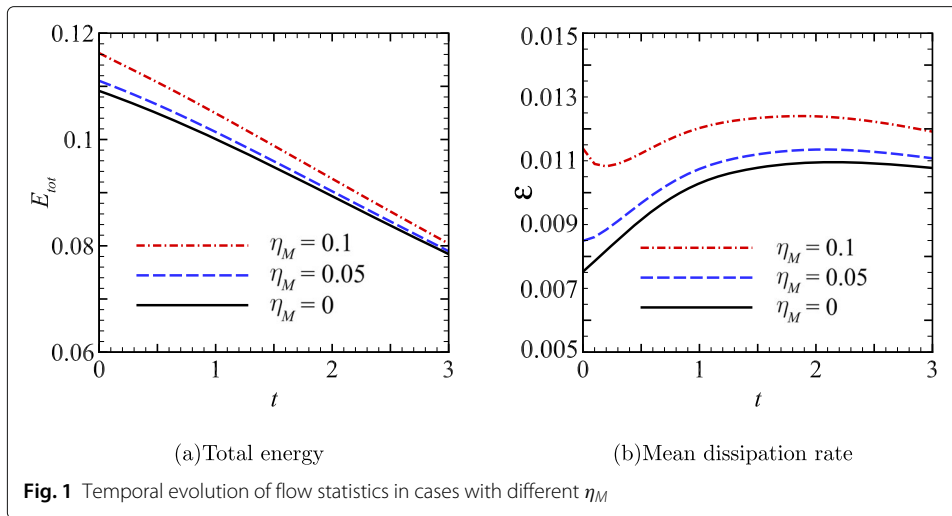 0.12
0.1
0.08
0.06
E_tot
η_M = 0.1
η_M = 0.05
η_M = 0
0 1 2 3
t
(a)Total energy
0.015
0.013
0.011
0.009
0.007
0.005
ε
η_M = 0.1
η_M = 0.05
η_M = 0
0 1 2 3
t
(b)Mean dissipation rate
Fig. 1 Temporal evolution of flow statistics in cases with different η_M